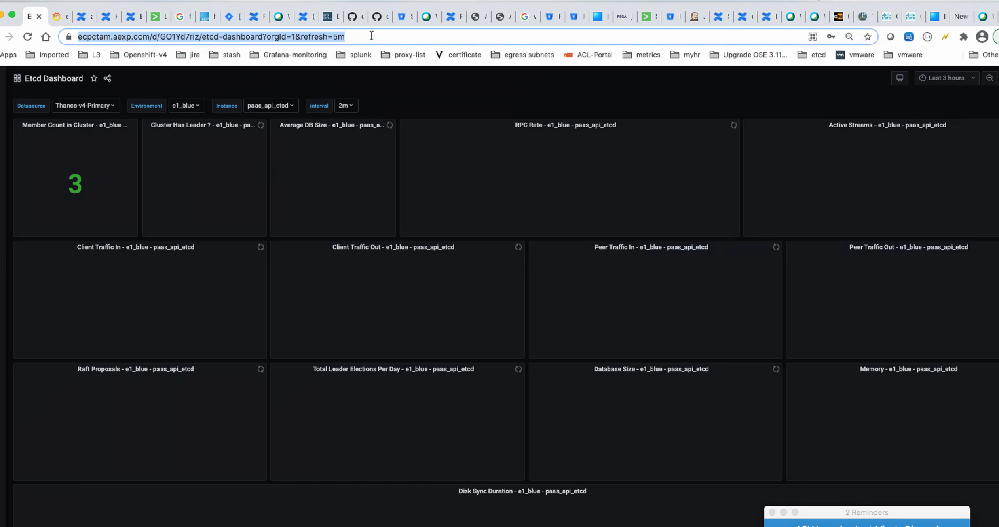 E
New
ecpctam.aexp.com/d/GO1Yd7riz/etcd-dashboard?orgId=1&refresh=5m
Apps Imported L3 Openshift-v4 jira stash Grafana-monitoring splunk proxy-list certificate egress subnets ACL-Portal metrics myhr Upgrade OSE 3.11... etcd vmware vmware Othe
Etcd Dashboard Last 3 hours
Datasource Thanos-v4-Primary Environment e1_blue Instance paas_api_etcd interval 2m
Member Count in Cluster - e1_blue ... Cluster Has Leader ? - e1_blue - pa... Average DB Size - e1_blue - paas_a... RPC Rate - e1_blue - paas_api_etcd Active Streams - e1_blue - paas_api_etcd
3
Client Traffic In - e1_blue - paas_api_etcd Client Traffic Out - e1_blue - paas_api_etcd Peer Traffic In - e1_blue - paas_api_etcd Peer Traffic Out - e1_blue - paas_api_etcd
Raft Proposals - e1_blue - paas_api_etcd Total Leader Elections Per Day - e1_blue - paas_api_etcd Database Size - e1_blue - paas_api_etcd Memory - e1_blue - paas_api_etcd
Disk Sync Duration - e1_blue - paas_api_etcd
2 Reminders